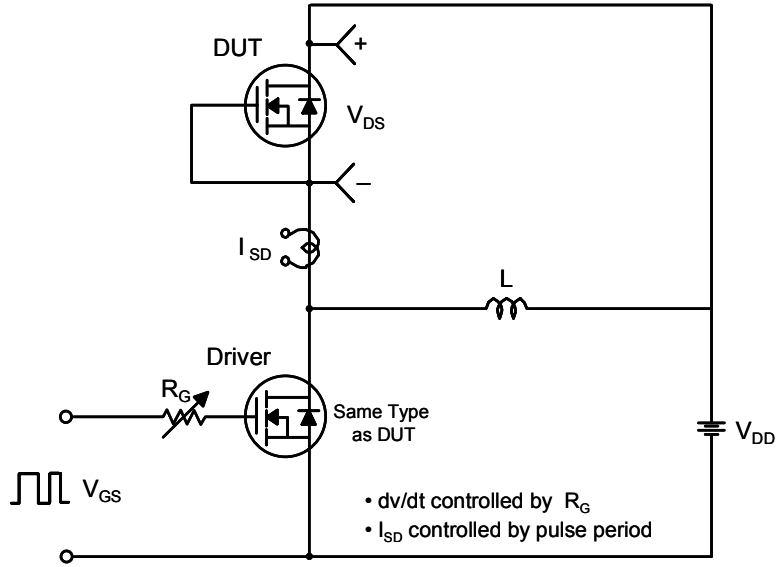 DUT
+
V_DS
–
I_SD
L
Driver
R_G
Same Type
as DUT
V_DD
V_GS
• dv/dt controlled by R_G
• I_SD controlled by pulse period